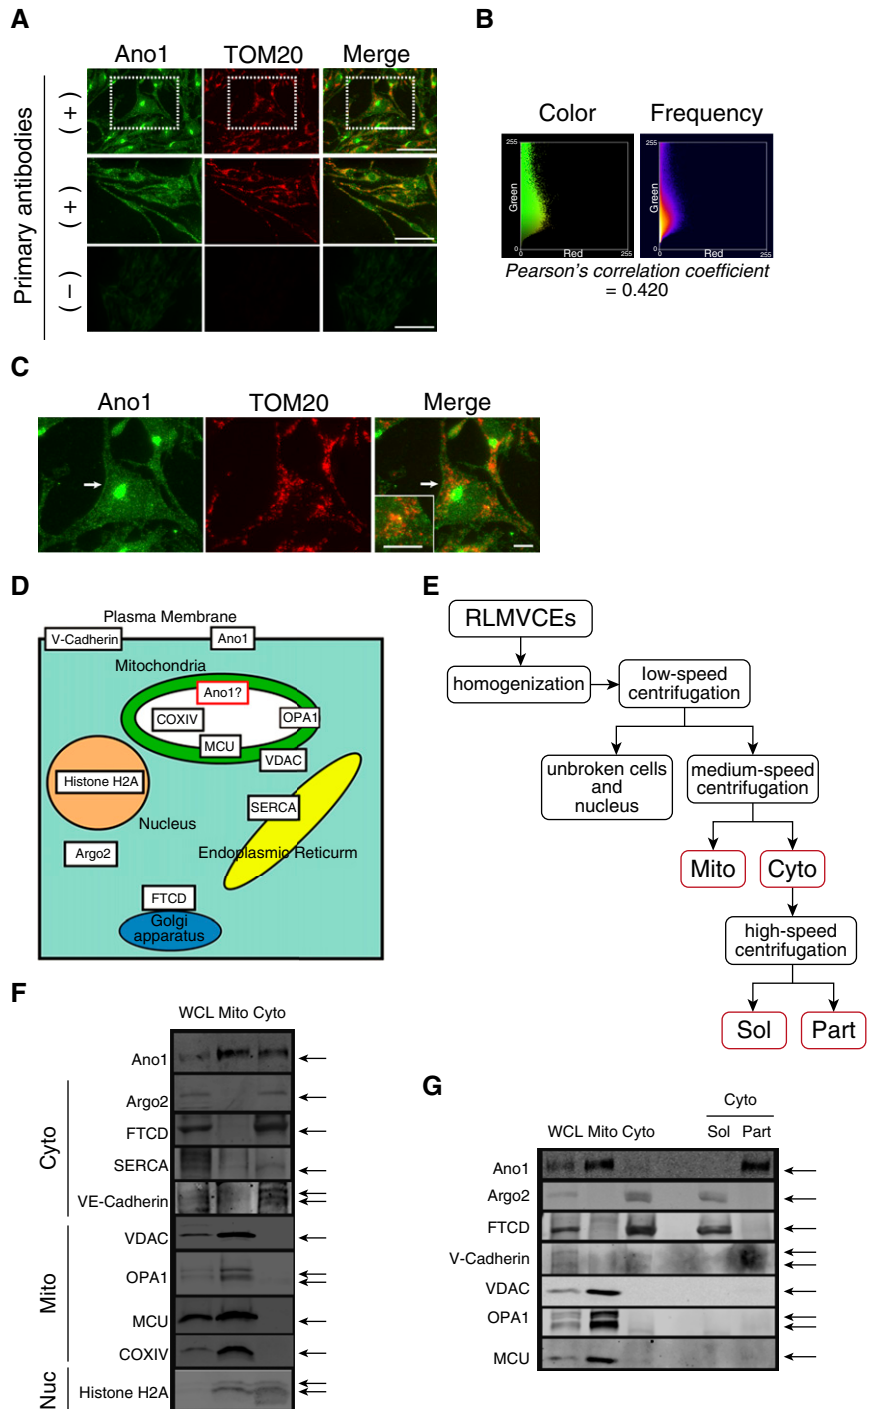 A
Ano1 TOM20 Merge
Primary antibodies
(+)
(+)
(−)
B
Color Frequency
255
Green
0
0 Red 255
255
Green
0
0 Red 255
Pearson's correlation coefficient
= 0.420
C
Ano1 TOM20 Merge
D
Plasma Membrane
V-Cadherin
Ano1
Mitochondria
Ano1?
COXIV
OPA1
MCU
VDAC
Histone H2A
Nucleus
SERCA
Argo2
Endoplasmic Reticurm
FTCD
Golgi
apparatus
E
RLMVCEs
homogenization
low-speed
centrifugation
unbroken cells
and
nucleus
medium-speed
centrifugation
Mito
Cyto
high-speed
centrifugation
Sol
Part
F
WCL Mito Cyto
Ano1
Cyto
Argo2
FTCD
SERCA
VE-Cadherin
Mito
VDAC
OPA1
MCU
COXIV
Nuc
Histone H2A
G
Cyto
WCL Mito Cyto Sol Part
Ano1
Argo2
FTCD
V-Cadherin
VDAC
OPA1
MCU